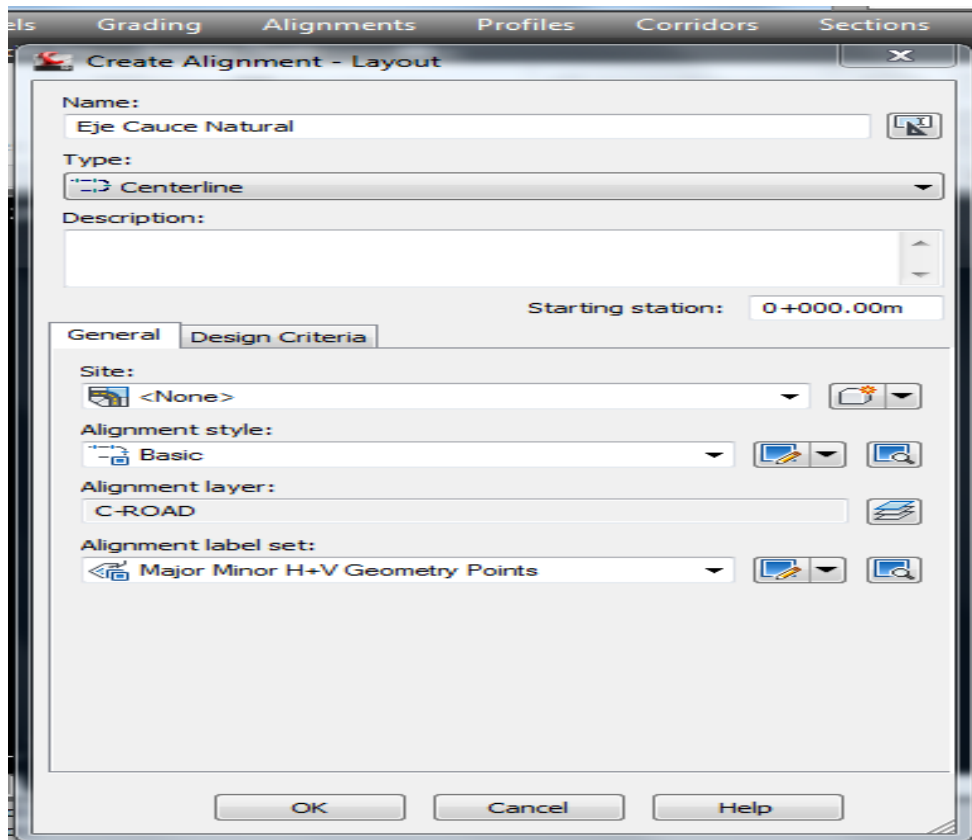 els Grading Alignments Profiles Corridors Sections
Create Alignment - Layout
Name:
Eje Cauce Natural
Type:
Centerline
Description:
Starting station: 0+000.00m
General Design Criteria
Site:
<None>
Alignment style:
Basic
Alignment layer:
C-ROAD
Alignment label set:
Major Minor H+V Geometry Points
OK Cancel Help